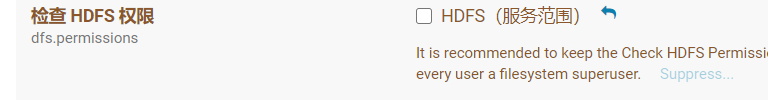 检查 HDFS 权限
dfs.permissions
HDFS（服务范围）
It is recommended to keep the Check HDFS
every user a filesystem superuser. Suppress...